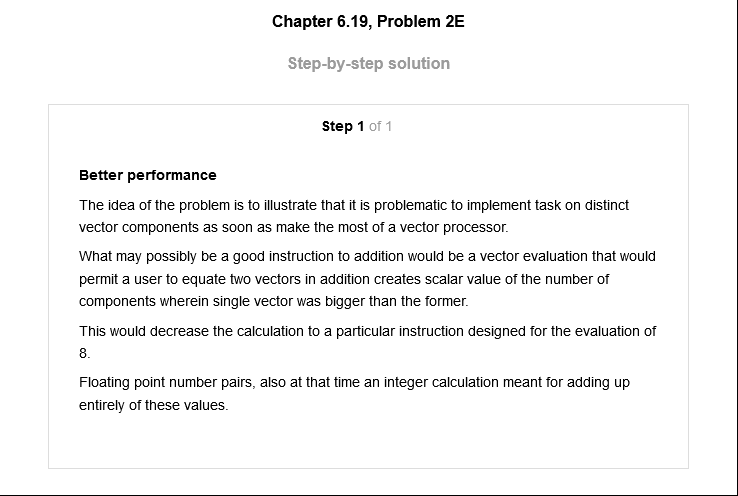 Chapter 6.19, Problem 2E
Step-by-step solution
Step 1 of 1
Better performance
The idea of the problem is to illustrate that it is problematic to implement task on distinct
vector components as soon as make the most of a vector processor.
What may possibly be a good instruction to addition would be a vector evaluation that would
permit a user to equate two vectors in addition creates scalar value of the number of
components wherein single vector was bigger than the former.
This would decrease the calculation to a particular instruction designed for the evaluation of
8.
Floating point number pairs, also at that time an integer calculation meant for adding up
entirely of these values.